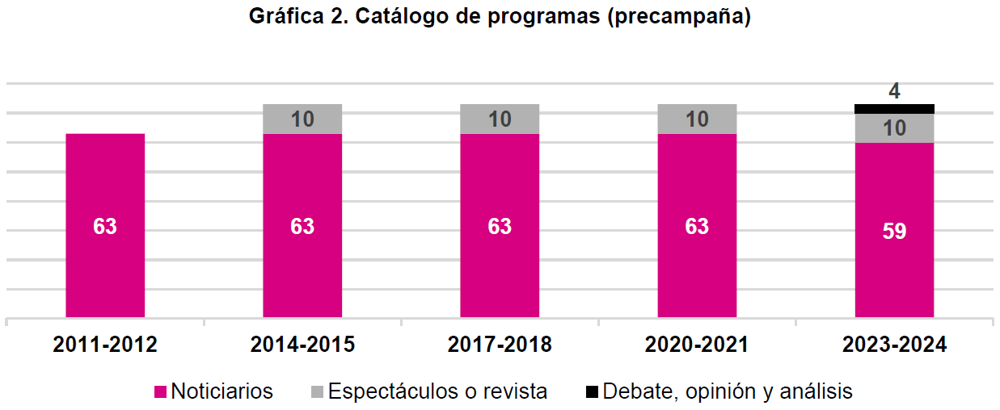 Gráfica 2. Catálogo de programas (precampaña)
4
10 10 10 10
63 63 63 63 59
2011-2012 2014-2015 2017-2018 2020-2021 2023-2024
Noticiarios Espectáculos o revista Debate, opinión y análisis